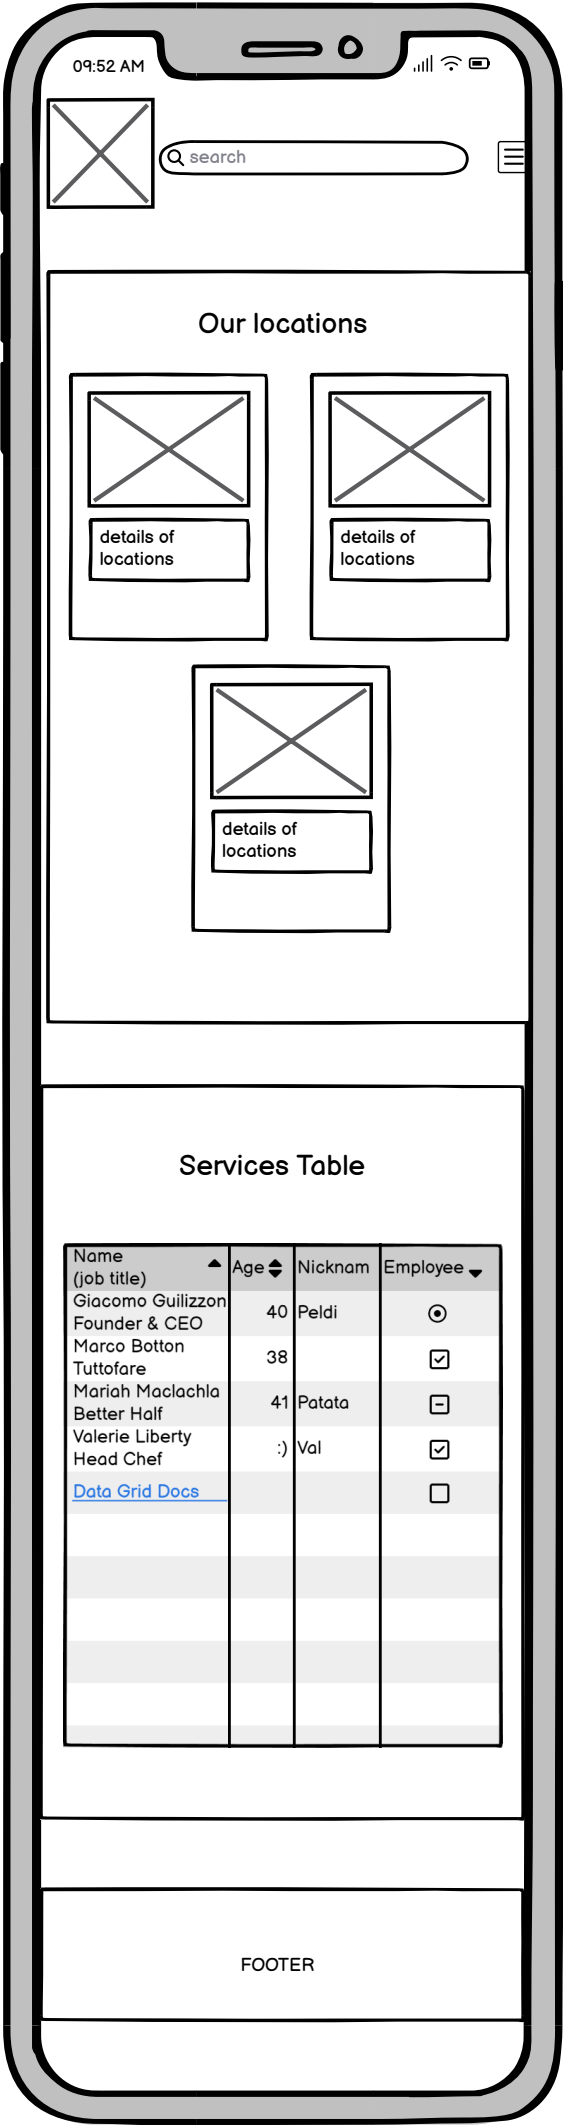 09:52 AM
search
Our locations
details of
locations
details of
locations
details of
locations
Services Table
Name
(job title)
Age
Nicknam
Employee
Giacomo Guilizzon
Founder & CEO
40
Peldi
Marco Botton
Tuttofare
38
Mariah Maclachla
Better Half
41
Patata
Valerie Liberty
Head Chef
:)
Val
Data Grid Docs
FOOTER